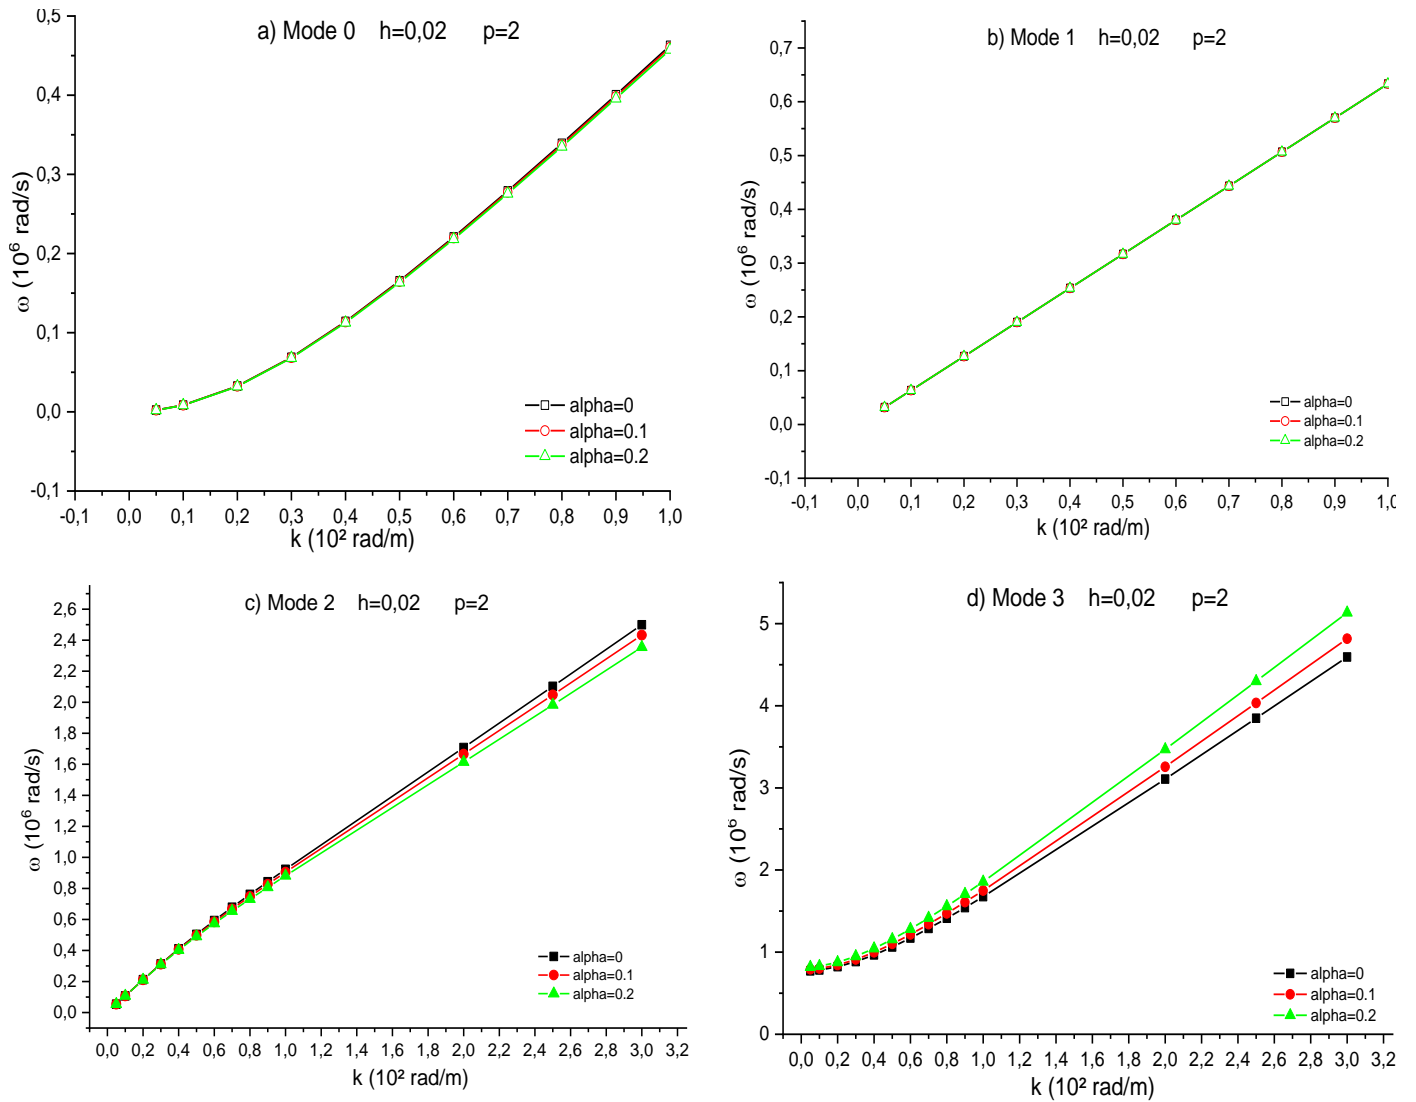 a) Mode 0 h=0,02 p=2
0,5
0,4
0,3
0,2
0,1
0,0
-0,1
ω (10⁶ rad/s)
alpha=0
alpha=0.1
alpha=0.2
-0,1 0,0 0,1 0,2 0,3 0,4 0,5 0,6 0,7 0,8 0,9 1,0
k (10² rad/m)
b) Mode 1 h=0,02 p=2
0,7
0,6
0,5
0,4
0,3
0,2
0,1
0,0
-0,1
ω (10⁶ rad/s)
alpha=0
alpha=0.1
alpha=0.2
-0,1 0,0 0,1 0,2 0,3 0,4 0,5 0,6 0,7 0,8 0,9 1,0
k (10² rad/m)
c) Mode 2 h=0,02 p=2
2,6
2,4
2,2
2,0
1,8
1,6
1,4
1,2
1,0
0,8
0,6
0,4
0,2
0,0
ω (10⁶ rad/s)
alpha=0
alpha=0.1
alpha=0.2
0,0 0,2 0,4 0,6 0,8 1,0 1,2 1,4 1,6 1,8 2,0 2,2 2,4 2,6 2,8 3,0 3,2
k (10² rad/m)
d) Mode 3 h=0,02 p=2
5
4
3
2
1
0
ω (10⁶ rad/s)
alpha=0
alpha=0.1
alpha=0.2
0,0 0,2 0,4 0,6 0,8 1,0 1,2 1,4 1,6 1,8 2,0 2,2 2,4 2,6 2,8 3,0 3,2
k (10² rad/m)